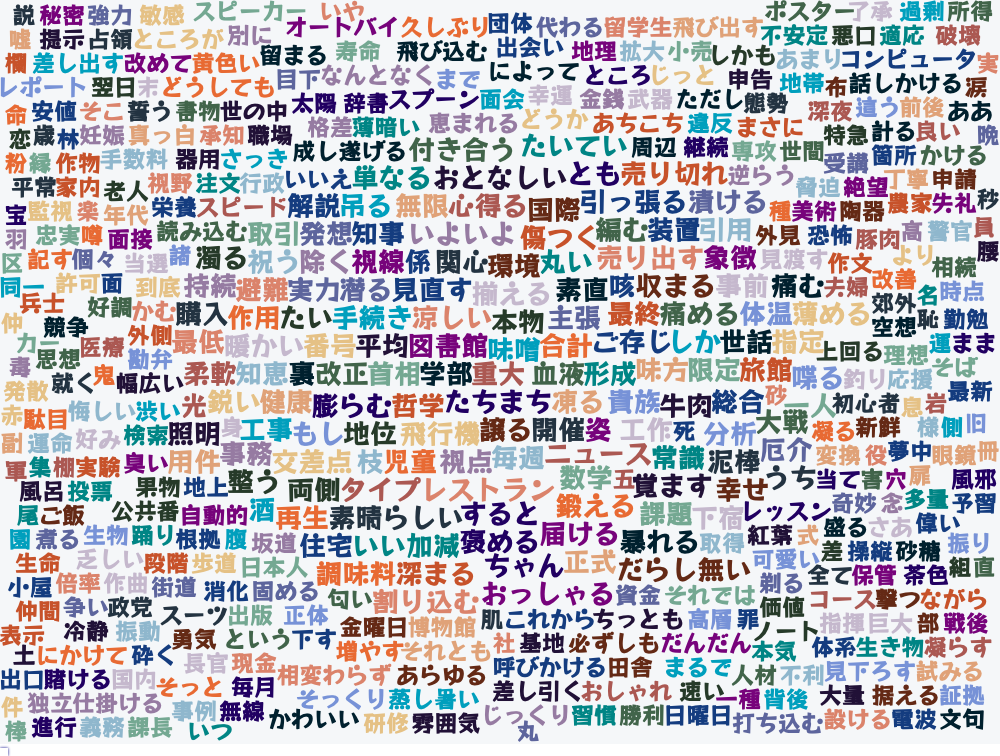 説 秘密 強力 敏感 スピーカー いや オートバイ 久しぶり 団体 代わる 留学生 飛び出す ポスター 了承 過剰 所得
嘘 提示 占領 ところが 別に 留まる 寿命 飛び込む 出会い 地理 拡大 小売 しかも 不安定 悪口 適応 破壊
欄 差し出す 改めて 黄色い 目下 なんとなく まで によって ところ じっと 申告 あまり コンピュータ 実
レポート 翌日 末 どうしても 太陽 辞書 スプーン 面会 幸運 金銭 武器 ただし 態勢 地帯 布 話しかける 涙
命 安値 そこ 誓う 書物 世の中 格差 薄暗い 恵まれる どうか あちこち 違反 まさに 深夜 違う 前後 ああ
恋 歳 林 妊娠 真っ白 承知 職場 成し遂げる 付き合う たいてい 周辺 継続 専攻 世間 特急 計る 良い 晩
粉 緑 作物 手数料 器用 さっき いいえ 単なる おとなしい とも 売り切れ 逆らう 受講 箇所 かける
平常 家内 老人 視野 注文 行政 脅迫 絶望 丁寧 申請
宝 監視 楽 年代 栄養 スピード 解説 吊る 無限 心得る 国際 引っ張る 漬ける 種 美術 陶器 農家 失礼 秒
羽 忠実 噂 面接 読み込む 取引 発想 知事 いよいよ 傷つく 編む 装置 引用 外見 恐怖 豚肉 高 警官 員
区 記す 個々 当選 諸 濁る 祝う 除く 視線 係 関心 環境 丸い 売り出す 象徴 見渡す 作文 より 相続 腰
同一 許可 面 到底 持続 避難 実力 潜る 見直す 揃える 素直 咳 収まる 事前 痛む 夫婦 改善 名 時点
兵士 好調 かむ 購入 作用 たい 手続き 涼しい 本物 主張 最終 痛める 体温 薄める 郊外 恥 勤勉
仲 競争 外側 最低 暖かい 番号 平均 図書館 味噌 合計 ご存じ しか 世話 指定 空想 運 まま
カー 思想 医療 勘弁 上回る 理想 そば
毒 就く 鬼 幅広い 柔軟 知恵 裏 改正 首相 学部 重大 血液 形成 味方 限定 旅館 喋る 釣り 応援 最新
発散 赤 駄目 悔しい 渋い 光 鋭い 健康 膨らむ 哲学 たちまち 凍る 貴族 牛肉 総合 砂 一人 初心者 息 岩
副 運命 好み 検索 照明 身 工事 もし 地位 飛行機 譲る 開催 姿 工作 死 分析 大戦 凝る 新鮮 様 側 旧
軍 集 棚 実験 臭い 用件 事務 交差点 枝 児童 視点 毎週 ニュース 常識 泥棒 厄介 変換 役 夢中 眼鏡 冊
風呂 投票 果物 地上 整う 両側 タイプ レストラン 数学 五 覚ます 幸せ うち 当て 害 穴 扉 風邪
尾 ご飯 公共 番 自動的 酒 再生 素晴らしい すると 鍛える 課題 下宿 レッスン 奇妙 念 多量 予習
園 煮る 生物 踊り 根拠 腹 坂道 住宅 いい加減 褒める 届ける 暴れる 取得 紅葉 式 盛る さあ 偉い
生命 乏しい 段階 歩道 日本人 調味料 深まる ちゃん 正式 だらし無い 可愛い 差 操縦 砂糖 振り
小屋 倍率 作曲 街道 消化 固める 匂い 割り込む おっしゃる 資金 それでは 剃る 全て 保管 茶色 組 直
仲間 争い 政党 スーツ 出版 正体 金曜日 博物館 肌 これから ちっとも 高層 罪 価値 コース 撃つ ながら
表示 冷静 振動 勇気 という 下す 増やす それとも 社 基地 必ずしも だんだん ノート 指揮 巨大 部 戦後
土 にかけて 砕く 長官 現金 相変わらず あらゆる 呼びかける 田舎 まるで 本気 体系 生き物 凝らす
出口 賭ける 国内 そっと 毎月 そっくり 蒸し暑い 差し引く おしゃれ 速い 人材 不利 見下ろす 試みる
件 独立 仕掛ける 事例 無線 かわいい 研修 雰囲気 じっくり 習慣 勝利 日曜日 一種 背後 大量 据える 証拠
棒 進行 義務 課長 いつ 丸 打ち込む 設ける 電波 文句